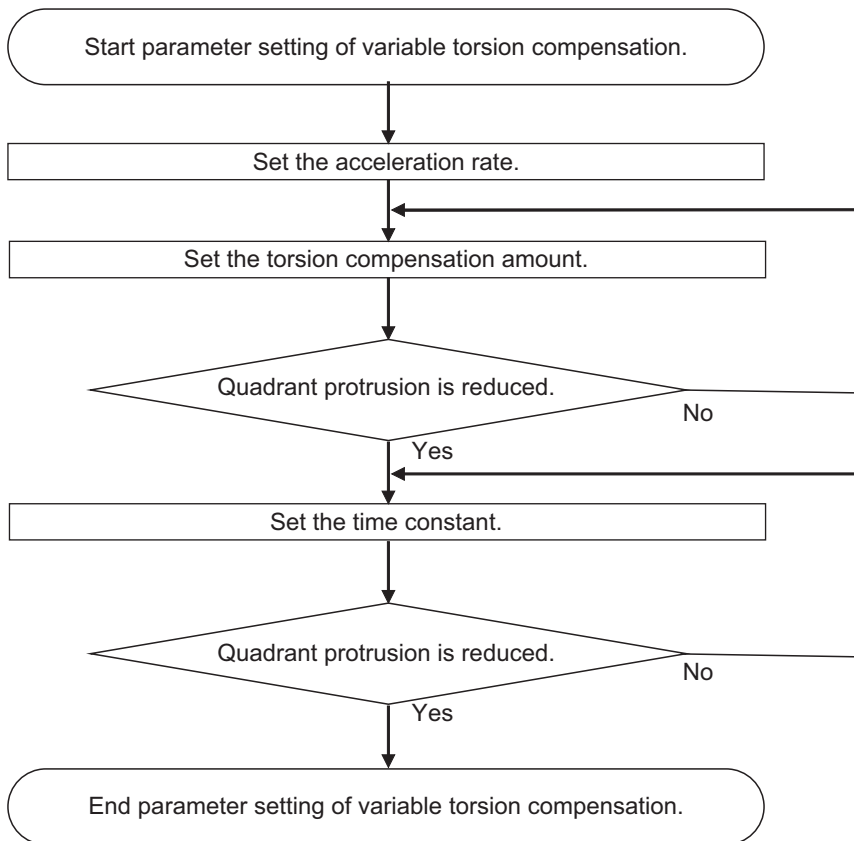 Start parameter setting of variable torsion compensation.
Set the acceleration rate.
Set the torsion compensation amount.
Quadrant protrusion is reduced.
No
Yes
Set the time constant.
Quadrant protrusion is reduced.
No
Yes
End parameter setting of variable torsion compensation.